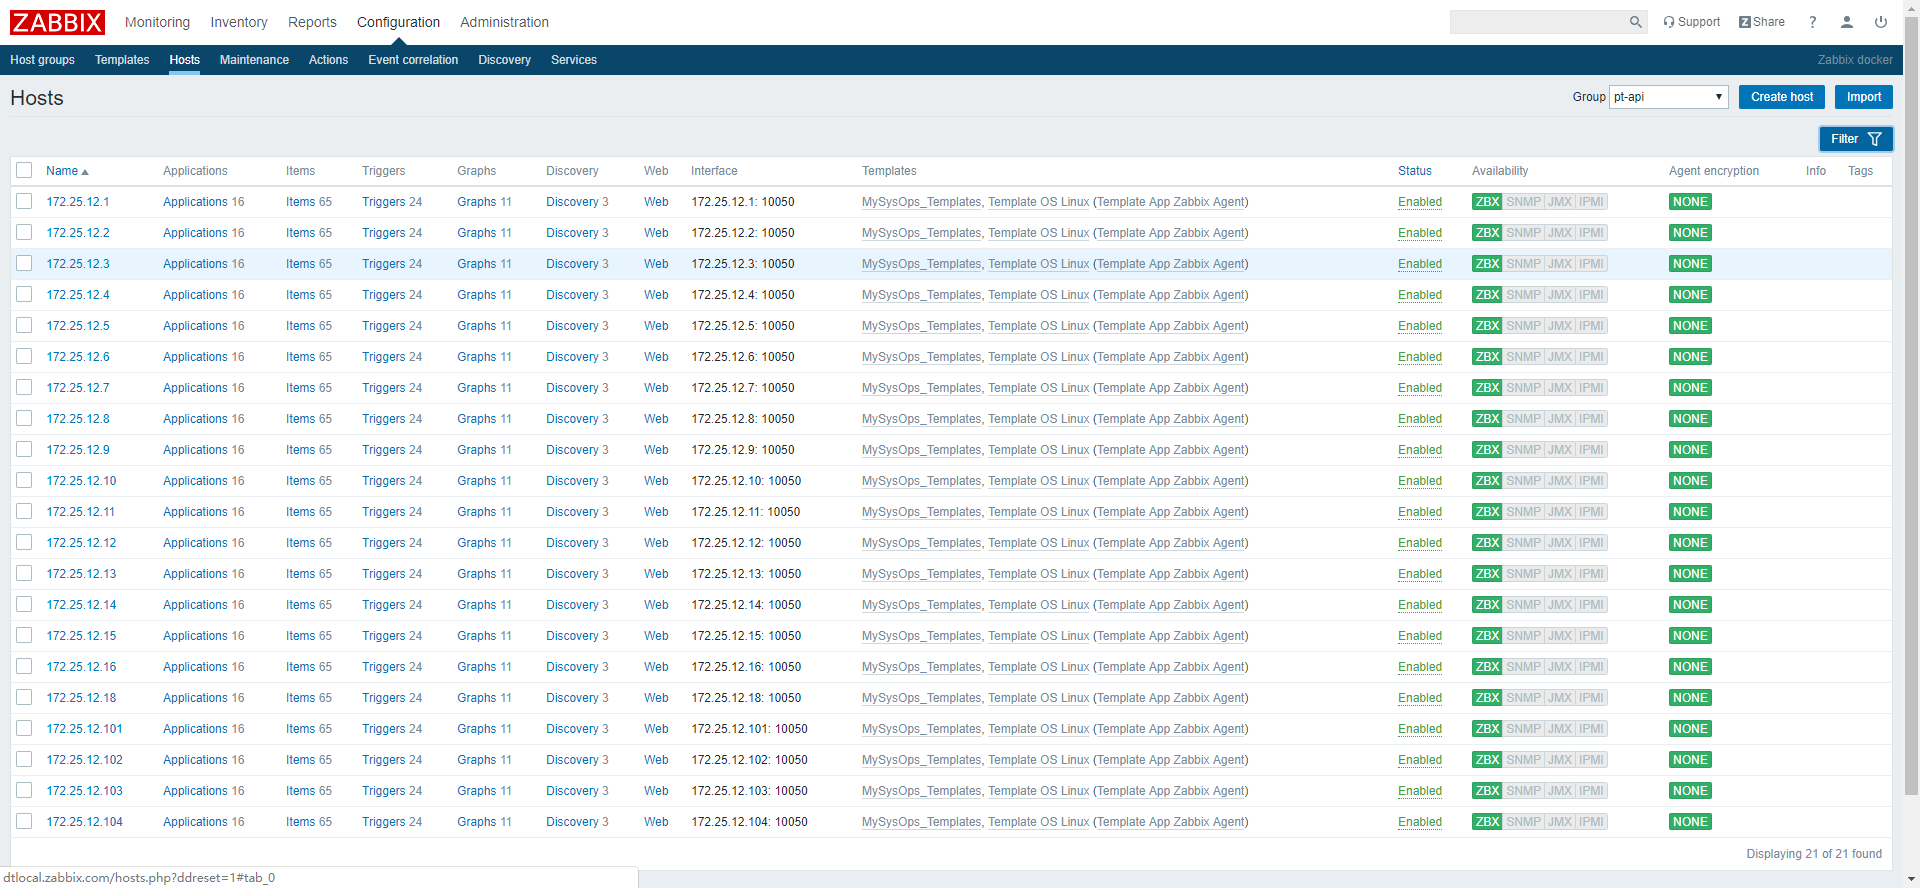 ZABBIX Monitoring Inventory Reports Configuration Administration Support Z Share ?
Host groups Templates Hosts Maintenance Actions Event correlation Discovery Services Zabbix docker
Hosts Group pt-api Create host Import
Filter
Name Applications Items Triggers Graphs Discovery Web Interface Templates Status Availability Agent encryption Info Tags
172.25.12.1 Applications 16 Items 65 Triggers 24 Graphs 11 Discovery 3 Web 172.25.12.1: 10050 MySysOps_Templates, Template OS Linux (Template App Zabbix Agent) Enabled ZBX SNMP JMX IPMI NONE
172.25.12.2 Applications 16 Items 65 Triggers 24 Graphs 11 Discovery 3 Web 172.25.12.2: 10050 MySysOps_Templates, Template OS Linux (Template App Zabbix Agent) Enabled ZBX SNMP JMX IPMI NONE
172.25.12.3 Applications 16 Items 65 Triggers 24 Graphs 11 Discovery 3 Web 172.25.12.3: 10050 MySysOps_Templates, Template OS Linux (Template App Zabbix Agent) Enabled ZBX SNMP JMX IPMI NONE
172.25.12.4 Applications 16 Items 65 Triggers 24 Graphs 11 Discovery 3 Web 172.25.12.4: 10050 MySysOps_Templates, Template OS Linux (Template App Zabbix Agent) Enabled ZBX SNMP JMX IPMI NONE
172.25.12.5 Applications 16 Items 65 Triggers 24 Graphs 11 Discovery 3 Web 172.25.12.5: 10050 MySysOps_Templates, Template OS Linux (Template App Zabbix Agent) Enabled ZBX SNMP JMX IPMI NONE
172.25.12.6 Applications 16 Items 65 Triggers 24 Graphs 11 Discovery 3 Web 172.25.12.6: 10050 MySysOps_Templates, Template OS Linux (Template App Zabbix Agent) Enabled ZBX SNMP JMX IPMI NONE
172.25.12.7 Applications 16 Items 65 Triggers 24 Graphs 11 Discovery 3 Web 172.25.12.7: 10050 MySysOps_Templates, Template OS Linux (Template App Zabbix Agent) Enabled ZBX SNMP JMX IPMI NONE
172.25.12.8 Applications 16 Items 65 Triggers 24 Graphs 11 Discovery 3 Web 172.25.12.8: 10050 MySysOps_Templates, Template OS Linux (Template App Zabbix Agent) Enabled ZBX SNMP JMX IPMI NONE
172.25.12.9 Applications 16 Items 65 Triggers 24 Graphs 11 Discovery 3 Web 172.25.12.9: 10050 MySysOps_Templates, Template OS Linux (Template App Zabbix Agent) Enabled ZBX SNMP JMX IPMI NONE
172.25.12.10 Applications 16 Items 65 Triggers 24 Graphs 11 Discovery 3 Web 172.25.12.10: 10050 MySysOps_Templates, Template OS Linux (Template App Zabbix Agent) Enabled ZBX SNMP JMX IPMI NONE
172.25.12.11 Applications 16 Items 65 Triggers 24 Graphs 11 Discovery 3 Web 172.25.12.11: 10050 MySysOps_Templates, Template OS Linux (Template App Zabbix Agent) Enabled ZBX SNMP JMX IPMI NONE
172.25.12.12 Applications 16 Items 65 Triggers 24 Graphs 11 Discovery 3 Web 172.25.12.12: 10050 MySysOps_Templates, Template OS Linux (Template App Zabbix Agent) Enabled ZBX SNMP JMX IPMI NONE
172.25.12.13 Applications 16 Items 65 Triggers 24 Graphs 11 Discovery 3 Web 172.25.12.13: 10050 MySysOps_Templates, Template OS Linux (Template App Zabbix Agent) Enabled ZBX SNMP JMX IPMI NONE
172.25.12.14 Applications 16 Items 65 Triggers 24 Graphs 11 Discovery 3 Web 172.25.12.14: 10050 MySysOps_Templates, Template OS Linux (Template App Zabbix Agent) Enabled ZBX SNMP JMX IPMI NONE
172.25.12.15 Applications 16 Items 65 Triggers 24 Graphs 11 Discovery 3 Web 172.25.12.15: 10050 MySysOps_Templates, Template OS Linux (Template App Zabbix Agent) Enabled ZBX SNMP JMX IPMI NONE
172.25.12.16 Applications 16 Items 65 Triggers 24 Graphs 11 Discovery 3 Web 172.25.12.16: 10050 MySysOps_Templates, Template OS Linux (Template App Zabbix Agent) Enabled ZBX SNMP JMX IPMI NONE
172.25.12.18 Applications 16 Items 65 Triggers 24 Graphs 11 Discovery 3 Web 172.25.12.18: 10050 MySysOps_Templates, Template OS Linux (Template App Zabbix Agent) Enabled ZBX SNMP JMX IPMI NONE
172.25.12.101 Applications 16 Items 65 Triggers 24 Graphs 11 Discovery 3 Web 172.25.12.101: 10050 MySysOps_Templates, Template OS Linux (Template App Zabbix Agent) Enabled ZBX SNMP JMX IPMI NONE
172.25.12.102 Applications 16 Items 65 Triggers 24 Graphs 11 Discovery 3 Web 172.25.12.102: 10050 MySysOps_Templates, Template OS Linux (Template App Zabbix Agent) Enabled ZBX SNMP JMX IPMI NONE
172.25.12.103 Applications 16 Items 65 Triggers 24 Graphs 11 Discovery 3 Web 172.25.12.103: 10050 MySysOps_Templates, Template OS Linux (Template App Zabbix Agent) Enabled ZBX SNMP JMX IPMI NONE
172.25.12.104 Applications 16 Items 65 Triggers 24 Graphs 11 Discovery 3 Web 172.25.12.104: 10050 MySysOps_Templates, Template OS Linux (Template App Zabbix Agent) Enabled ZBX SNMP JMX IPMI NONE
Displaying 21 of 21 found
dtlocal.zabbix.com/hosts.php?ddreset=1#tab_0